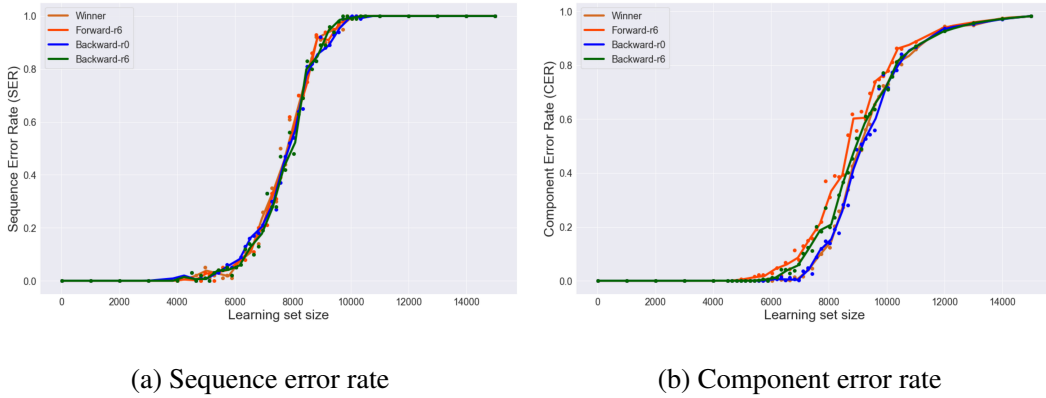 Winner
Forward-r6
Backward-r0
Backward-r6
Sequence Error Rate (SER)
1.0
0.8
0.6
0.4
0.2
0.0
0 2000 4000 6000 8000 10000 12000 14000
Learning set size
(a) Sequence error rate
Winner
Forward-r6
Backward-r0
Backward-r6
Component Error Rate (CER)
1.0
0.8
0.6
0.4
0.2
0.0
0 2000 4000 6000 8000 10000 12000 14000
Learning set size
(b) Component error rate